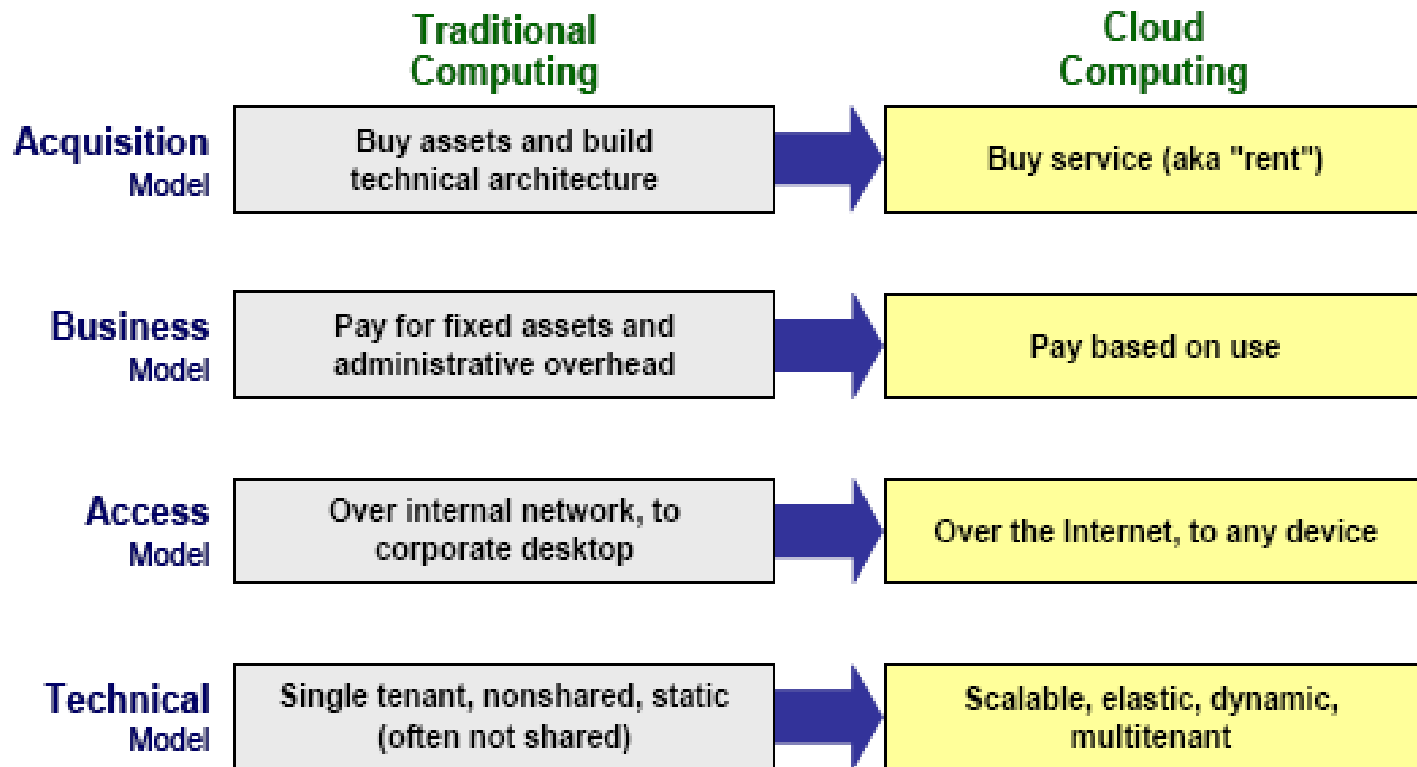 Traditional
Computing
Cloud
Computing
Acquisition
Model
Buy assets and build
technical architecture
Buy service (aka "rent")
Business
Model
Pay for fixed assets and
administrative overhead
Pay based on use
Access
Model
Over internal network, to
corporate desktop
Over the Internet, to any device
Technical
Model
Single tenant, nonshared, static
(often not shared)
Scalable, elastic, dynamic,
multitenant